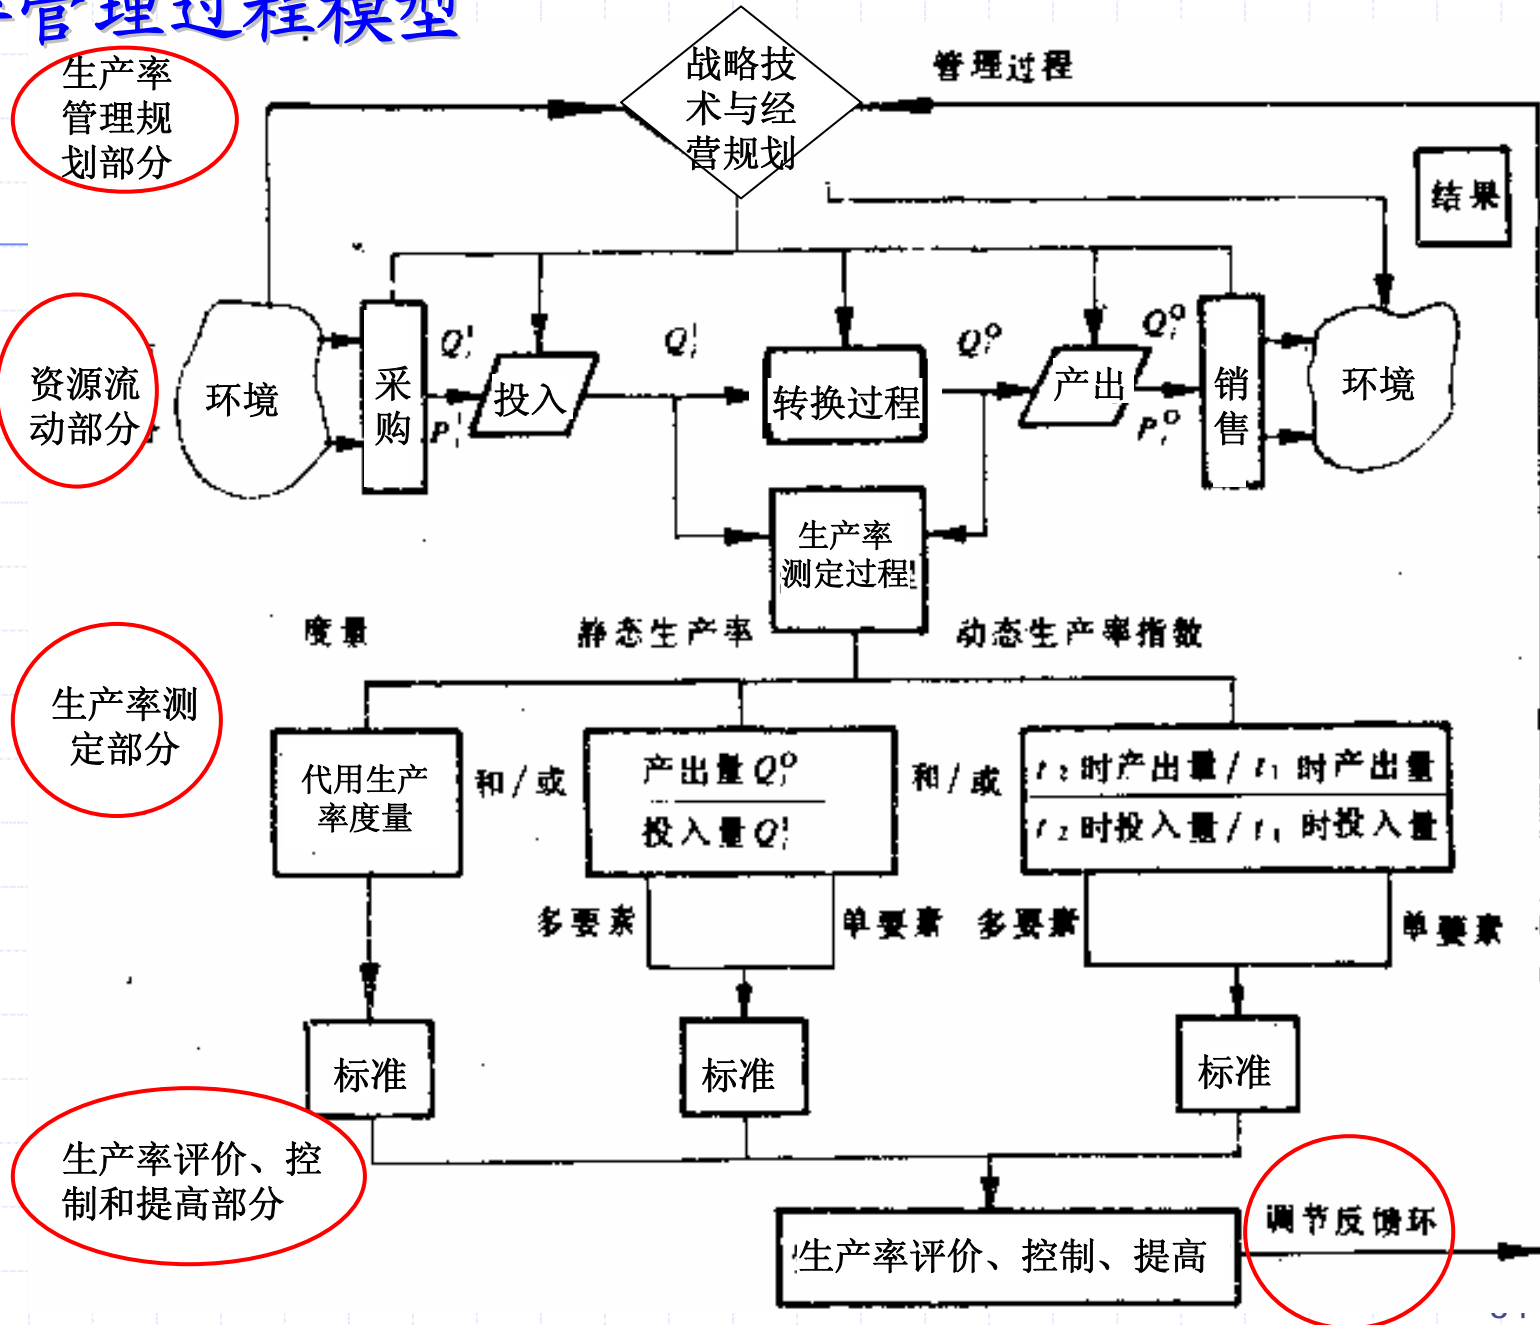 管理过程模型
生产率
管理规
划部分
战略技
术与经
营规划
管理过程
结果
资源流
动部分
环境
采
购
Q_i^I
P_i^I
投入
Q_i^I
转换过程
Q_i^O
产出
Q_i^O
P_i^O
销
售
环境
生产率
测定过程
度量
静态生产率
动态生产率指数
生产率测
定部分
代用生产
率度量
和/或
产出量 Q_i^O
投入量 Q_i^I
和/或
t₂时产出量/t₁时产出量
t₂时投入量/t₁时投入量
多要素
单要素
多要素
单要素
标准
标准
标准
生产率评价、控
制和提高部分
生产率评价、控制、提高
调节反馈环